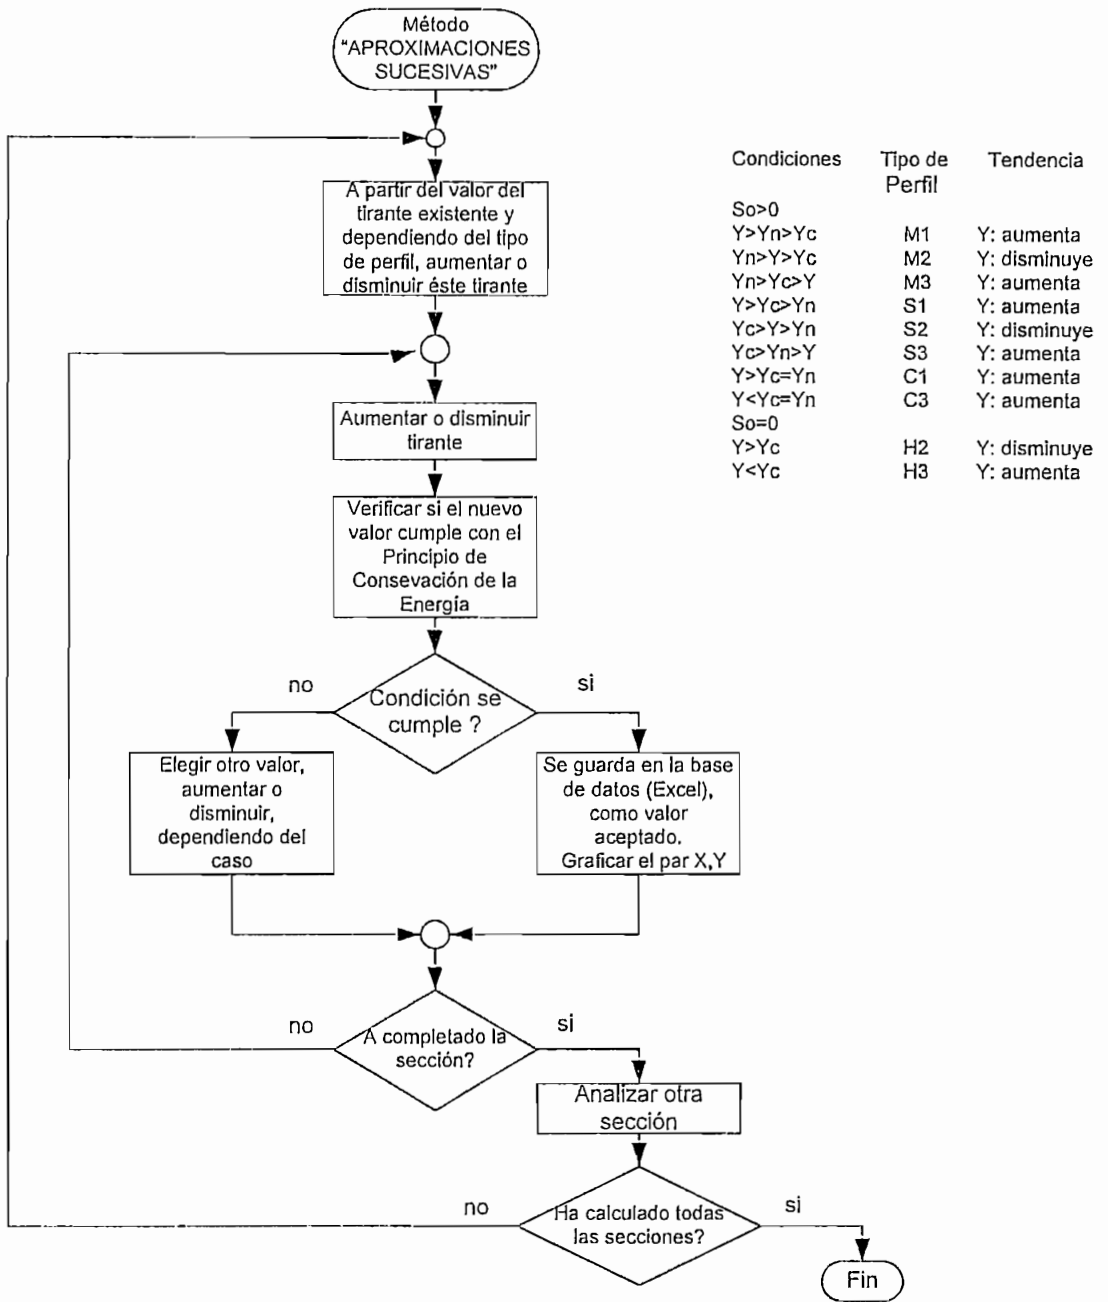 Método
"APROXIMACIONES
SUCESIVAS"
A partir del valor del
tirante existente y
dependiendo del tipo
de perfil, aumentar o
disminuir éste tirante
Aumentar o disminuir
tirante
Verificar si el nuevo
valor cumple con el
Principio de
Consevación de la
Energía
Condición se
cumple ?
no
si
Elegir otro valor,
aumentar o
disminuir,
dependiendo del
caso
Se guarda en la base
de datos (Excel),
como valor
aceptado.
Graficar el par X,Y
A completado la
sección?
no
si
Analizar otra
sección
Ha calculado todas
las secciones?
no
si
Fin
Condiciones Tipo de Tendencia
Perfil
So>0
Y>Yn>Yc M1 Y: aumenta
Yn>Y>Yc M2 Y: disminuye
Yn>Yc>Y M3 Y: aumenta
Y>Yc>Yn S1 Y: aumenta
Yc>Y>Yn S2 Y: disminuye
Yc>Yn>Y S3 Y: aumenta
Y>Yc=Yn C1 Y: aumenta
Y<Yc=Yn C3 Y: aumenta
So=0
Y>Yc H2 Y: disminuye
Y<Yc H3 Y: aumenta